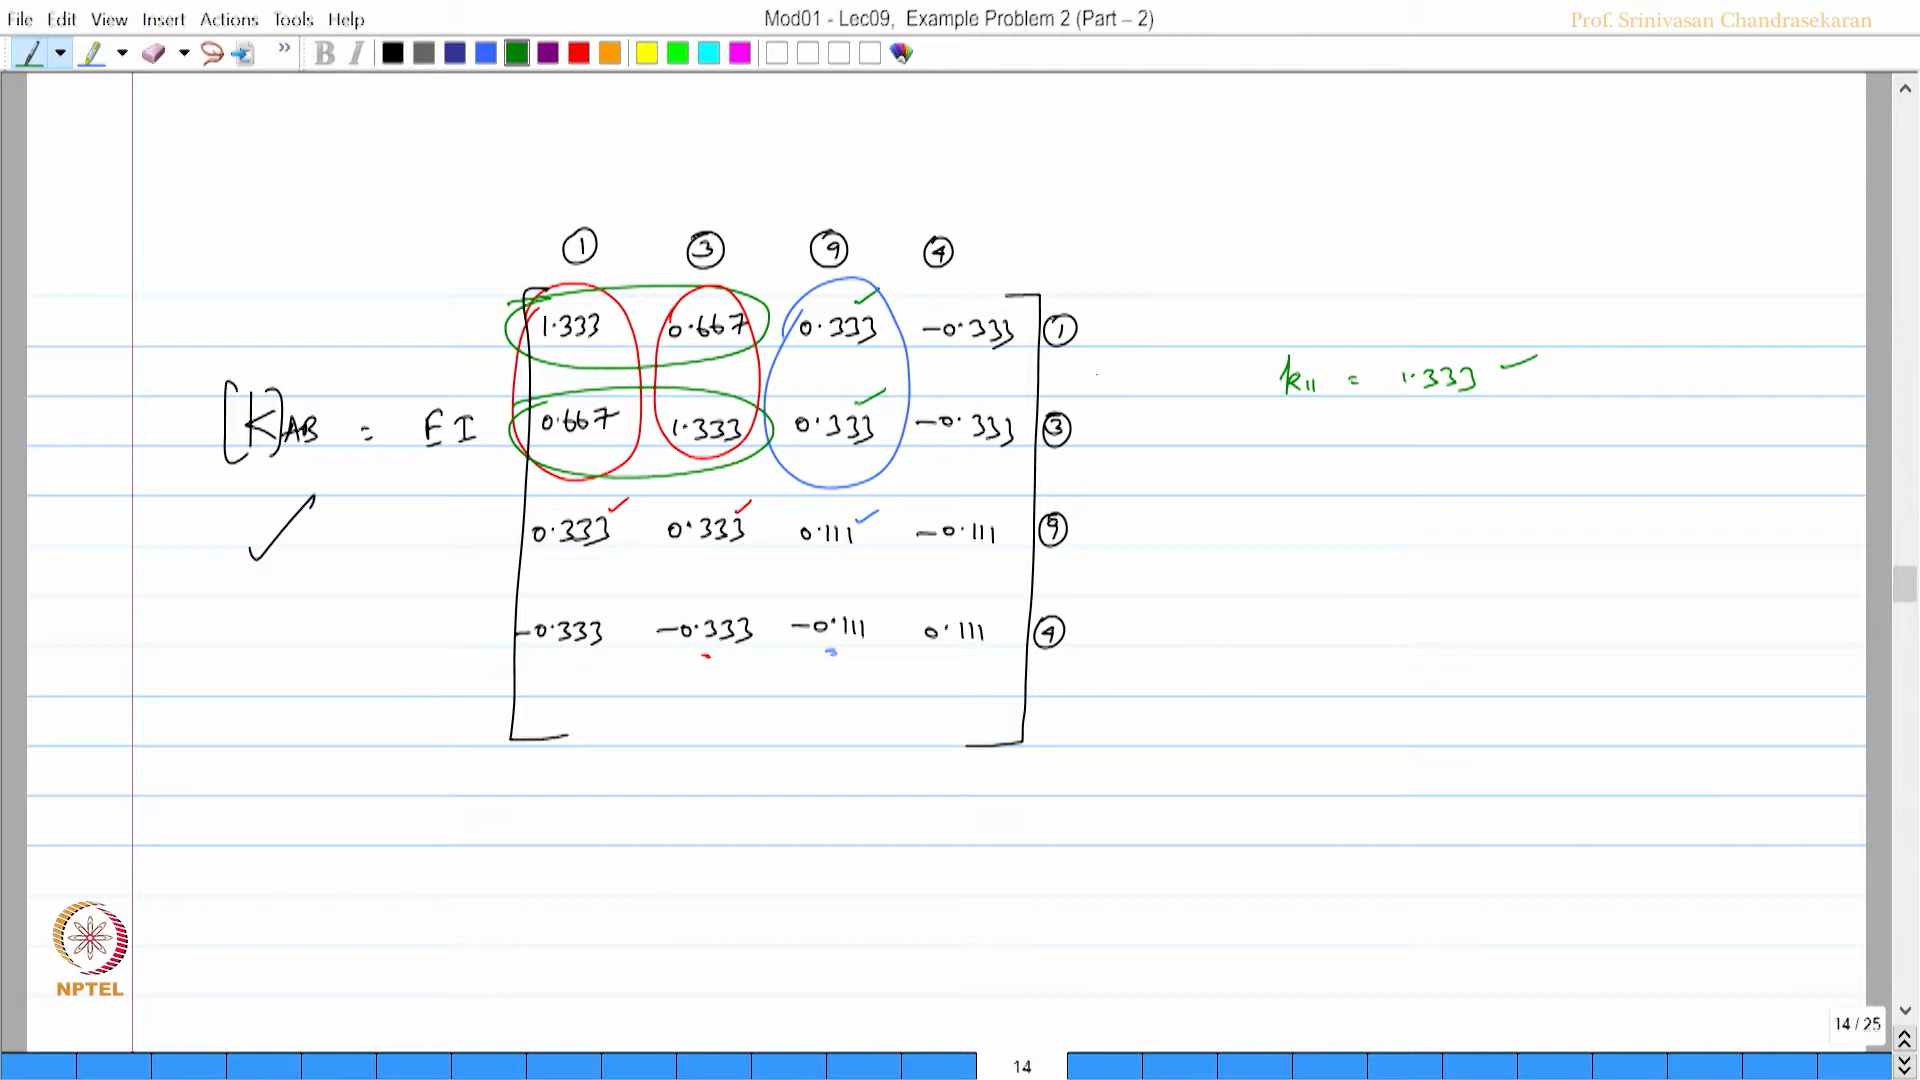 File Edit View Insert Actions Tools Help
Mod01 - Lec09, Example Problem 2 (Part – 2)
Prof. Srinivasan Chandrasekaran
B I
① ③ ⑨ ④
1.333 0.667 0.333 -0.333 ①
k11 = 1.333
[K]AB = EI
0.667 1.333 0.333 -0.333 ③
0.333 0.333 0.111 -0.111 ⑨
-0.333 -0.333 -0.111 0.111 ④
NPTEL
14 / 25
14